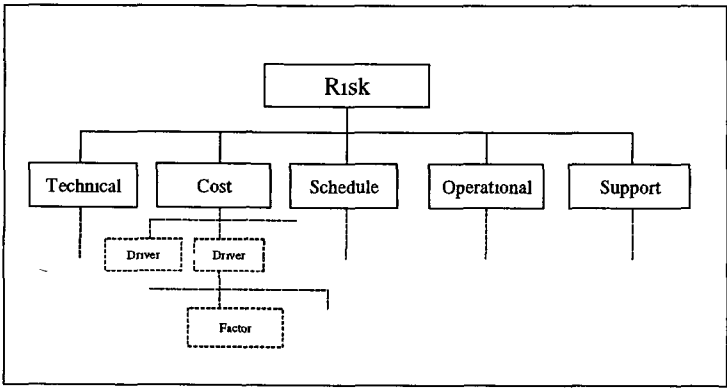 Risk
Technical
Cost
Schedule
Operational
Support
Driver
Driver
Factor